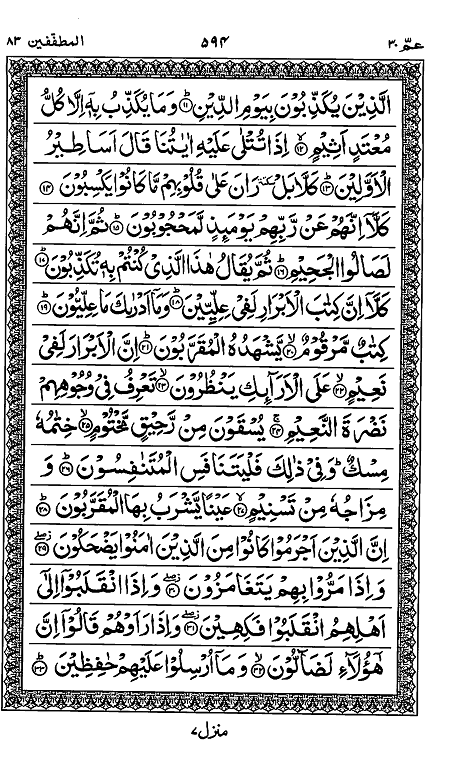 عمّ ۳۰ ۵۹۴ المطففين ۸۳
الَّذِيْنَ يُكَذِّبُوْنَ بِيَوْمِ الدِّيْنِ ؕ﴿۱۱﴾ وَمَا يُكَذِّبُ بِهٖۤ اِلَّا كُلُّ
مُعْتَدٍ اَثِيْمٍ ۙ﴿۱۲﴾ اِذَا تُتْلٰى عَلَيْهِ اٰيٰتُنَا قَالَ اَسَاطِيْرُ
الْاَوَّلِيْنَ ؕ﴿۱۳﴾ كَلَّا بَلْ ٚ رَانَ عَلٰى قُلُوْبِهِمْ مَّا كَانُوْا يَكْسِبُوْنَ ﴿۱۴﴾
كَلَّاۤ اِنَّهُمْ عَنْ رَّبِّهِمْ يَوْمَئِذٍ لَّمَحْجُوْبُوْنَ ؕ﴿۱۵﴾ ثُمَّ اِنَّهُمْ
لَصَالُوا الْجَحِيْمِ ؕ﴿۱۶﴾ ثُمَّ يُقَالُ هٰذَا الَّذِىْ كُنْتُمْ بِهٖ تُكَذِّبُوْنَ ؕ﴿۱۷﴾
كَلَّاۤ اِنَّ كِتٰبَ الْاَبْرَارِ لَفِىْ عِلِّيِّيْنَ ؕ﴿۱۸﴾ وَمَاۤ اَدْرٰىكَ مَا عِلِّيُّوْنَ ؕ﴿۱۹﴾
كِتٰبٌ مَّرْقُوْمٌ ۙ﴿۲۰﴾ يَّشْهَدُهُ الْمُقَرَّبُوْنَ ؕ﴿۲۱﴾ اِنَّ الْاَبْرَارَ لَفِىْ
نَعِيْمٍ ۙ﴿۲۲﴾ عَلَى الْاَرَآئِكِ يَنْظُرُوْنَ ۙ﴿۲۳﴾ تَعْرِفُ فِىْ وُجُوْهِهِمْ
نَضْرَةَ النَّعِيْمِ ۚ﴿۲۴﴾ يُسْقَوْنَ مِنْ رَّحِيْقٍ مَّخْتُوْمٍ ۙ﴿۲۵﴾ خِتٰمُهٗ
مِسْكٌ ؕ وَفِىْ ذٰلِكَ فَلْيَتَنَافَسِ الْمُتَنٰفِسُوْنَ ؕ﴿۲۶﴾ وَ
مِزَاجُهٗ مِنْ تَسْنِيْمٍ ۙ﴿۲۷﴾ عَيْنًا يَّشْرَبُ بِهَا الْمُقَرَّبُوْنَ ؕ﴿۲۸﴾
اِنَّ الَّذِيْنَ اَجْرَمُوْا كَانُوْا مِنَ الَّذِيْنَ اٰمَنُوْا يَضْحَكُوْنَ ۖ﴿۲۹﴾
وَاِذَا مَرُّوْا بِهِمْ يَتَغَامَزُوْنَ ۖ﴿۳۰﴾ وَاِذَا انْقَلَبُوْۤا اِلٰٓى
اَهْلِهِمُ انْقَلَبُوْا فَكِهِيْنَ ۖ﴿۳۱﴾ وَاِذَا رَاَوْهُمْ قَالُوْۤا اِنَّ
هٰٓؤُلَآءِ لَضَآلُّوْنَ ۙ﴿۳۲﴾ وَمَاۤ اُرْسِلُوْا عَلَيْهِمْ حٰفِظِيْنَ ؕ﴿۳۳﴾
منزل ۷